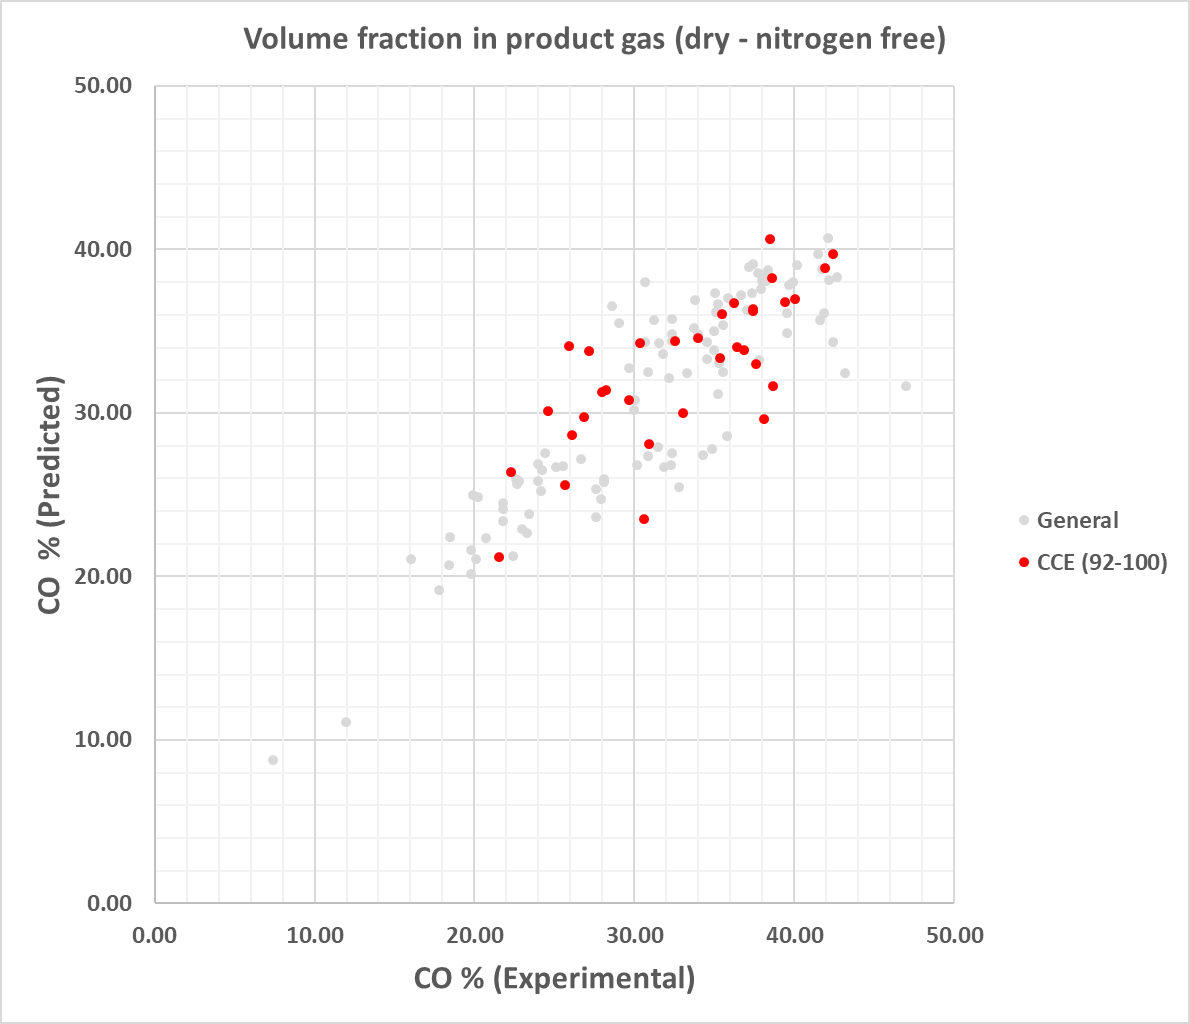 Volume fraction in product gas (dry - nitrogen free)
50.00
40.00
30.00
20.00
10.00
0.00
CO % (Predicted)
0.00 10.00 20.00 30.00 40.00 50.00
CO % (Experimental)
General
CCE (92-100)